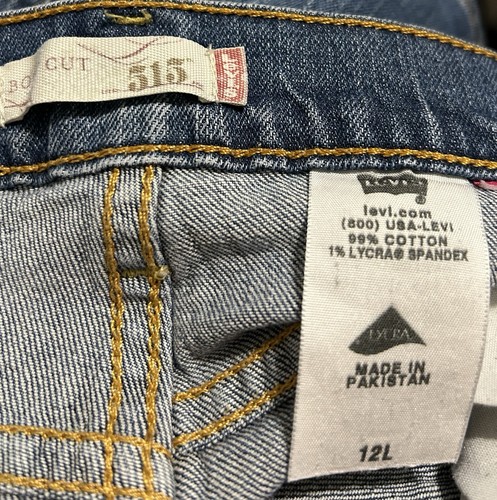 BO CUT
515
LEVI'S
LEVI'S
levi.com
(800) USA-LEVI
99% COTTON
1% LYCRA® SPANDEX
LYCRA
MADE IN
PAKISTAN
12L